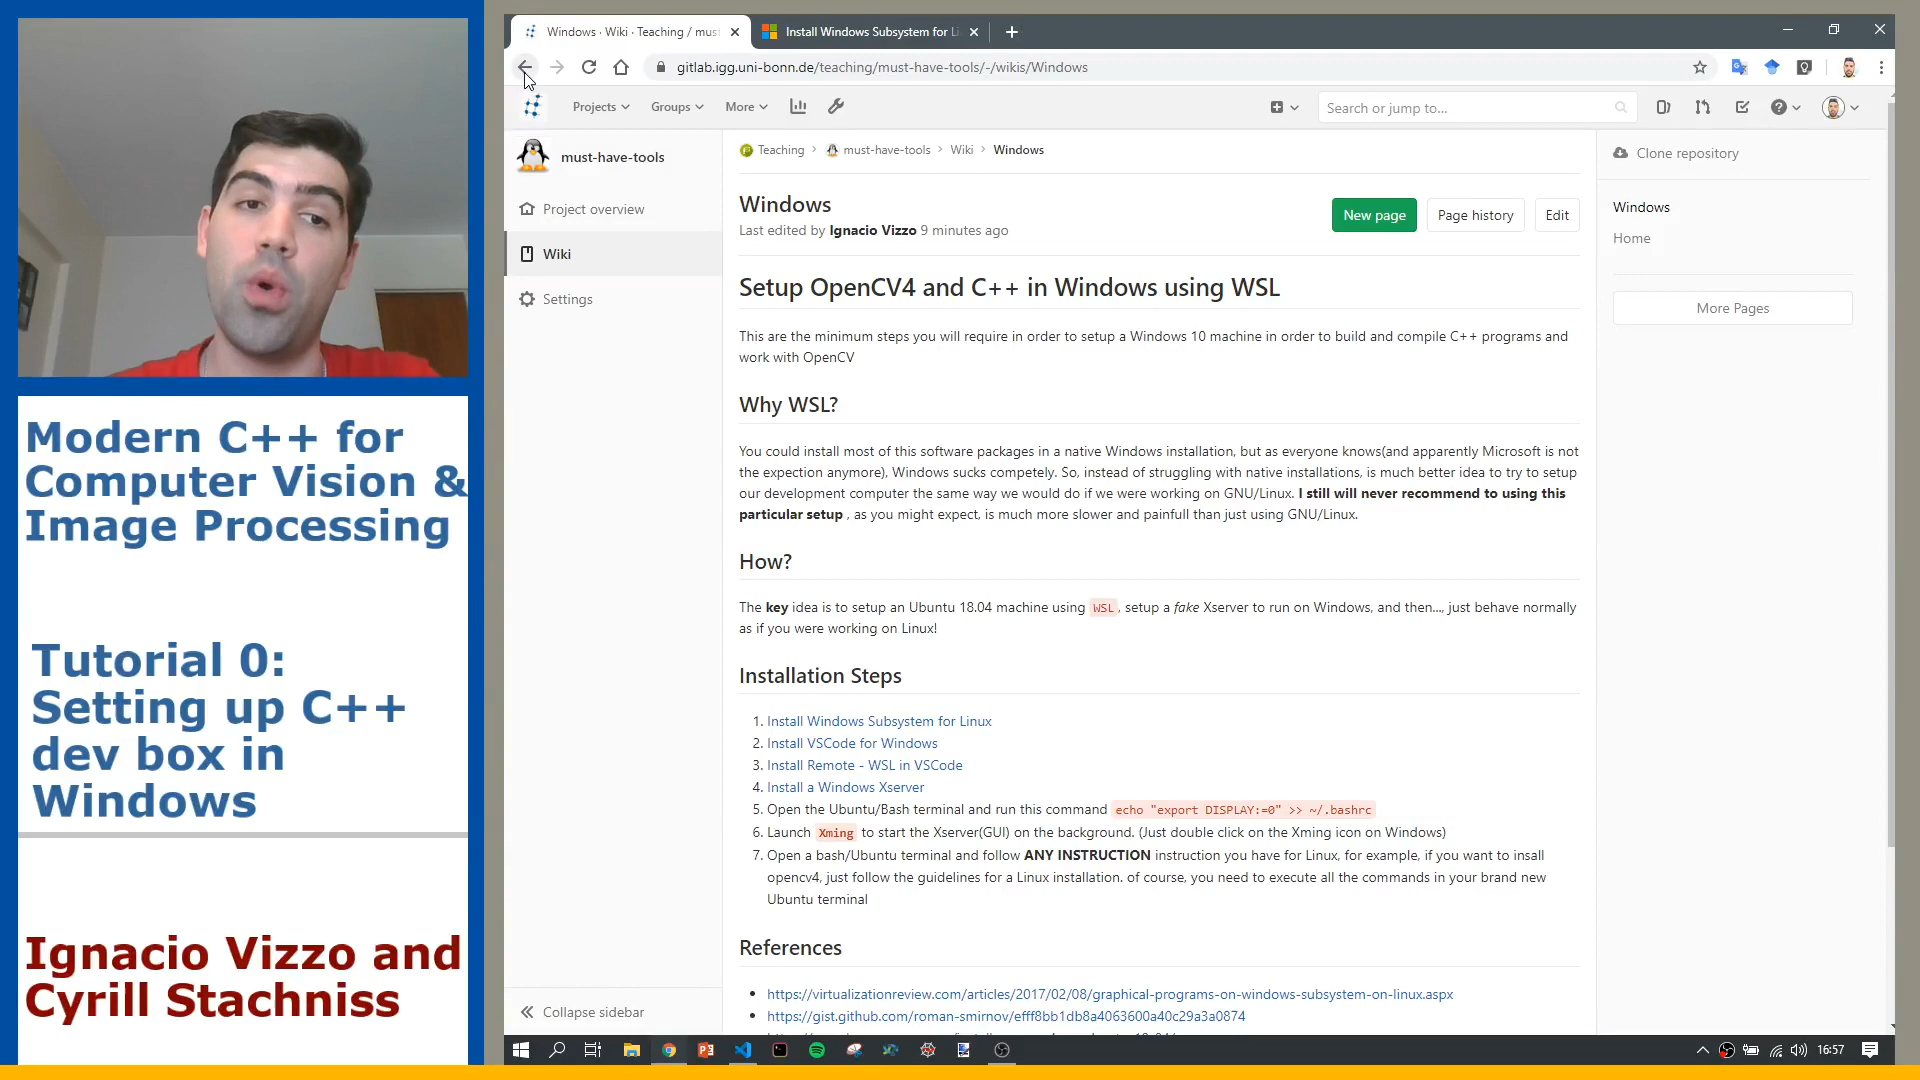 Modern C++ for
Computer Vision &
Image Processing
Tutorial 0:
Setting up C++
dev box in
Windows
Ignacio Vizzo and
Cyrill Stachniss
Windows · Wiki · Teaching / must
Install Windows Subsystem for Li
gitlab.igg.uni-bonn.de/teaching/must-have-tools/-/wikis/Windows
Projects
Groups
More
Search or jump to...
must-have-tools
Project overview
Wiki
Settings
Collapse sidebar
Teaching > must-have-tools > Wiki > Windows
Windows
Last edited by Ignacio Vizzo 9 minutes ago
New page
Page history
Edit
Setup OpenCV4 and C++ in Windows using WSL
This are the minimum steps you will require in order to setup a Windows 10 machine in order to build and compile C++ programs and
work with OpenCV
Why WSL?
You could install most of this software packages in a native Windows installation, but as everyone knows(and apparently Microsoft is not
the expection anymore), Windows sucks competely. So, instead of struggling with native installations, is much better idea to try to setup
our development computer the same way we would do if we were working on GNU/Linux. I still will never recommend to using this
particular setup , as you might expect, is much more slower and painfull than just using GNU/Linux.
How?
The key idea is to setup an Ubuntu 18.04 machine using WSL, setup a fake Xserver to run on Windows, and then..., just behave normally
as if you were working on Linux!
Installation Steps
1. Install Windows Subsystem for Linux
2. Install VSCode for Windows
3. Install Remote - WSL in VSCode
4. Install a Windows Xserver
5. Open the Ubuntu/Bash terminal and run this command echo "export DISPLAY:=0" >> ~/.bashrc
6. Launch Xming to start the Xserver(GUI) on the background. (Just double click on the Xming icon on Windows)
7. Open a bash/Ubuntu terminal and follow ANY INSTRUCTION instruction you have for Linux, for example, if you want to insall
opencv4, just follow the guidelines for a Linux installation. of course, you need to execute all the commands in your brand new
Ubuntu terminal
References
https://virtualizationreview.com/articles/2017/02/08/graphical-programs-on-windows-subsystem-on-linux.aspx
https://gist.github.com/roman-smirnov/efff8bb1db8a4063600a40c29a3a0874
Clone repository
Windows
Home
More Pages
16:57